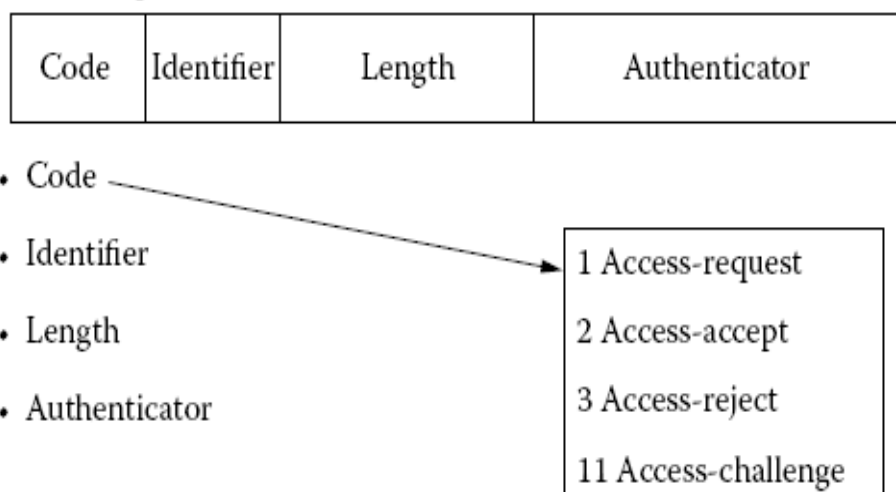 Code Identifier Length Authenticator
• Code
• Identifier
• Length
• Authenticator
1 Access-request
2 Access-accept
3 Access-reject
11 Access-challenge